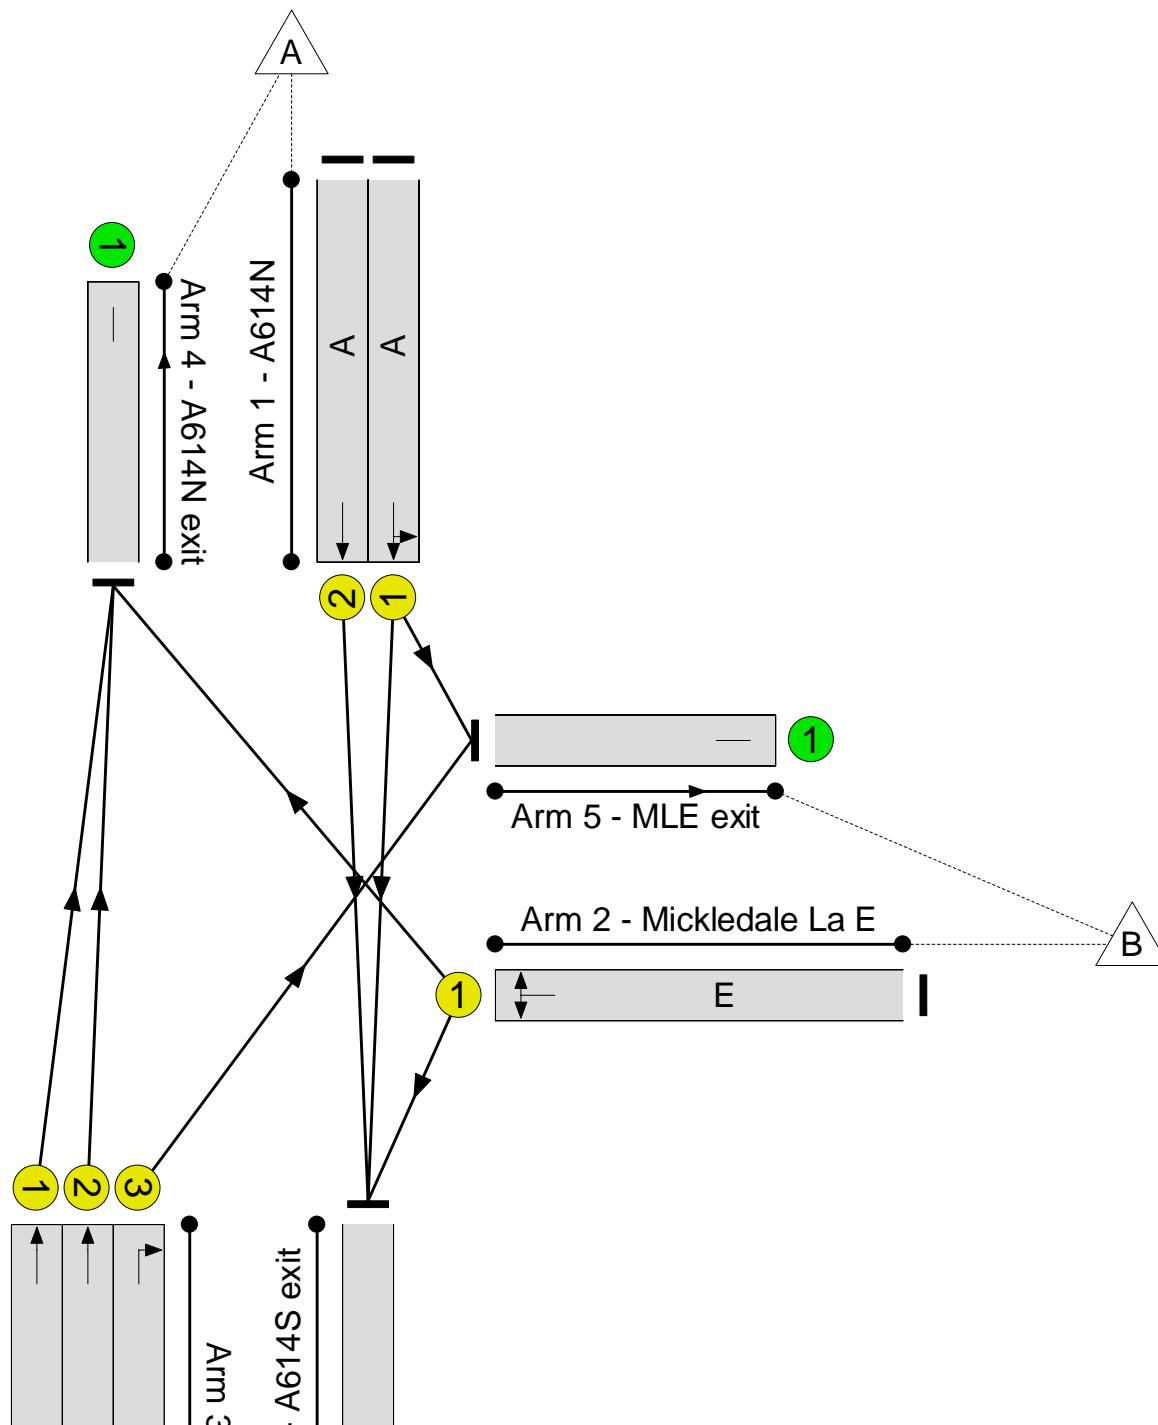 A
1
Arm 4 - A614N exit
Arm 1 - A614N
A
A
2
1
1
Arm 5 - MLE exit
Arm 2 - Mickledale La E
B
1
E
1
2
3
Arm 3
- A614S exit